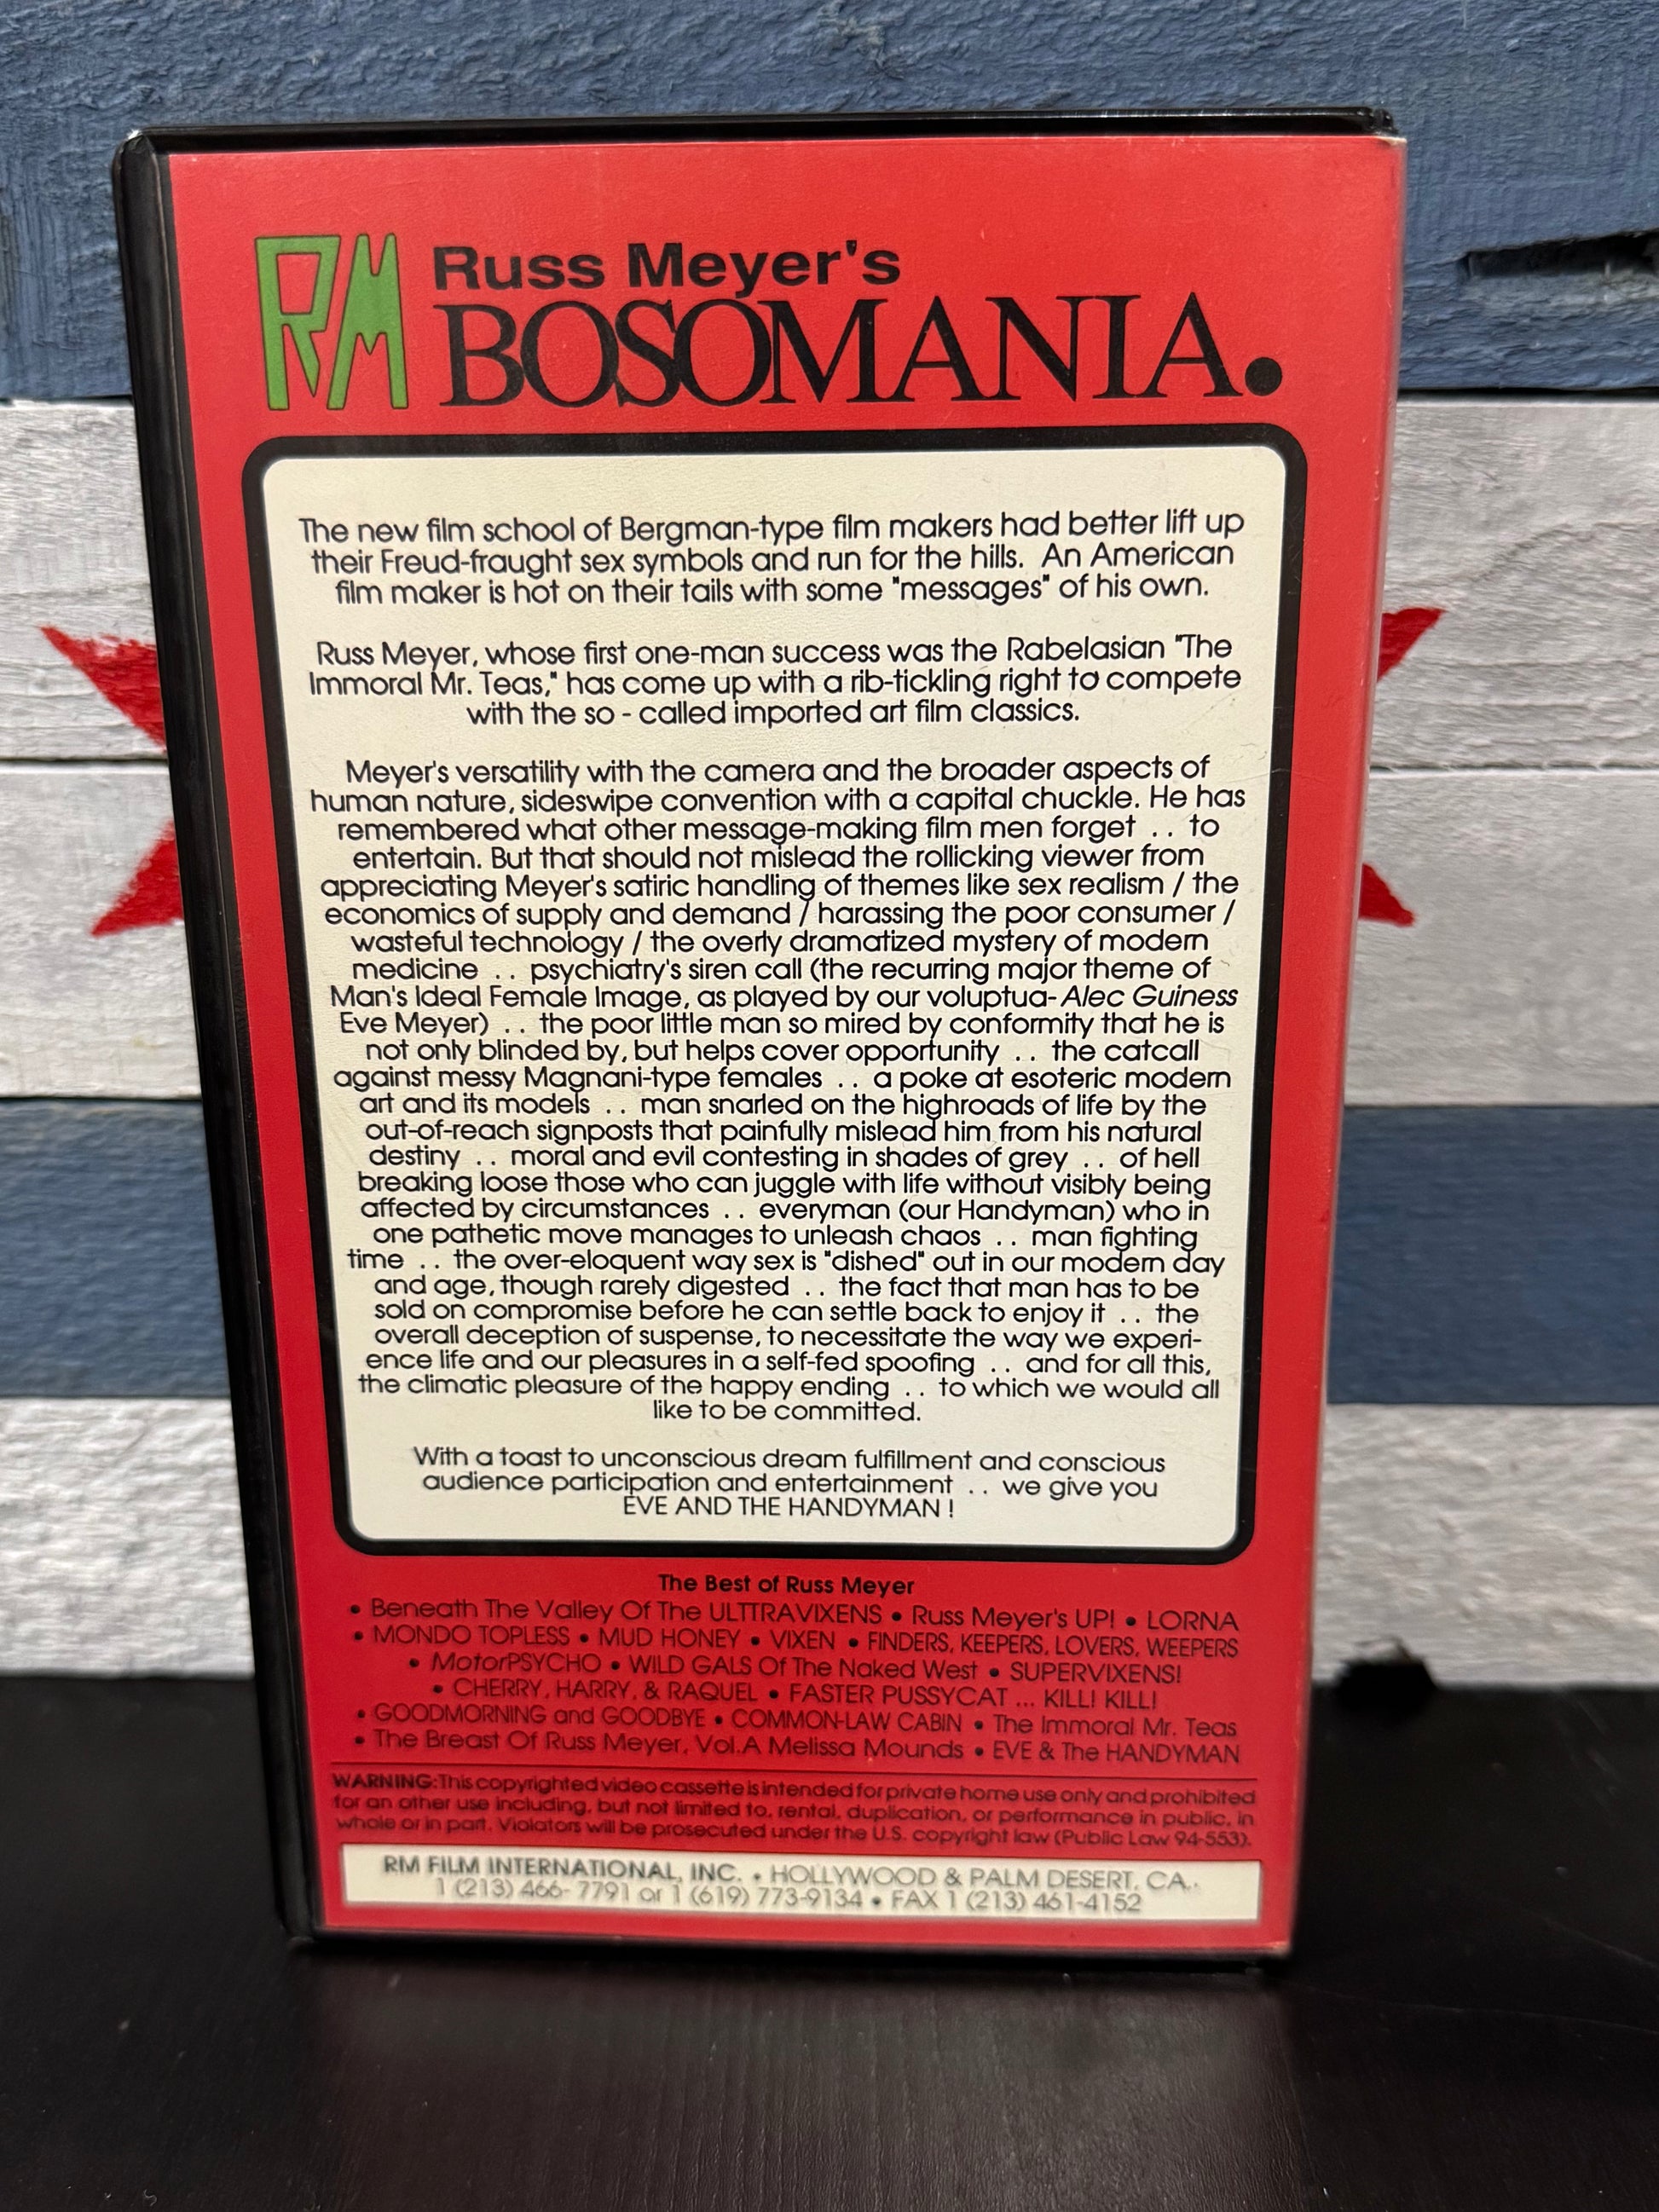 RM Russ Meyer's
BOSOMANIA.
The new film school of Bergman-type film makers had better lift up
their Freud-fraught sex symbols and run for the hills. An American
film maker is hot on their tails with some "messages" of his own.
Russ Meyer, whose first one-man success was the Rabelasian "The
Immoral Mr. Teas," has come up with a rib-tickling right to compete
with the so - called imported art film classics.
Meyer's versatility with the camera and the broader aspects of
human nature, sideswipe convention with a capital chuckle. He has
remembered what other message-making film men forget .. to
entertain. But that should not mislead the rollicking viewer from
appreciating Meyer's satiric handling of themes like sex realism / the
economics of supply and demand / harassing the poor consumer /
wasteful technology / the overly dramatized mystery of modern
medicine .. psychiatry's siren call (the recurring major theme of
Man's Ideal Female Image, as played by our voluptua-Alec Guiness
Eve Meyer) .. the poor little man so mired by conformity that he is
not only blinded by, but helps cover opportunity .. the catcall
against messy Magnani-type females .. a poke at esoteric modern
art and its models .. man snarled on the highroads of life by the
out-of-reach signposts that painfully mislead him from his natural
destiny .. moral and evil contesting in shades of grey .. of hell
breaking loose those who can juggle with life without visibly being
affected by circumstances .. everyman (our Handyman) who in
one pathetic move manages to unleash chaos .. man fighting
time .. the over-eloquent way sex is "dished" out in our modern day
and age, though rarely digested .. the fact that man has to be
sold on compromise before he can settle back to enjoy it .. the
overall deception of suspense, to necessitate the way we experi-
ence life and our pleasures in a self-fed spoofing .. and for all this,
the climatic pleasure of the happy ending .. to which we would all
like to be committed.
With a toast to unconscious dream fulfillment and conscious
audience participation and entertainment .. we give you
EVE AND THE HANDYMAN !
The Best of Russ Meyer
• Beneath The Valley Of The ULTTRAVIXENS • Russ Meyer's UP! • LORNA
• MONDO TOPLESS • MUD HONEY • VIXEN • FINDERS, KEEPERS, LOVERS, WEEPERS
• MotorPSYCHO • WILD GALS Of The Naked West • SUPERVIXENS!
• CHERRY, HARRY, & RAQUEL • FASTER PUSSYCAT ... KILL! KILL!
• GOODMORNING and GOODBYE • COMMON-LAW CABIN • The Immoral Mr. Teas
• The Breast Of Russ Meyer, Vol.A Melissa Mounds • EVE & The HANDYMAN
WARNING: This copyrighted video cassette is intended for private home use only and prohibited
for an other use including, but not limited to, rental, duplication, or performance in public, in
whole or in part. Violators will be prosecuted under the U.S. copyright law (Public Law 94-553).
RM FILM INTERNATIONAL, INC. • HOLLYWOOD & PALM DESERT, CA..
1 (213) 466- 7791 or 1 (619) 773-9134 • FAX 1 (213) 461-4152